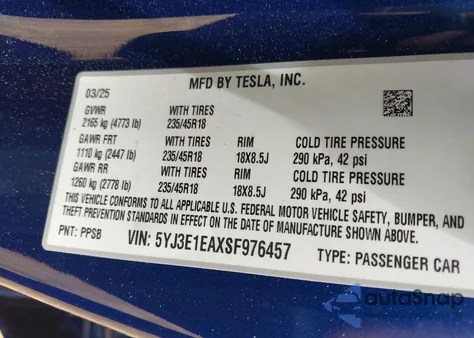 MFD BY TESLA, INC.
03/25
GVWR WITH TIRES
2165 kg (4773 lb) 235/45R18
GAWR FRT WITH TIRES RIM COLD TIRE PRESSURE
1110 kg (2447 lb) 235/45R18 18X8.5J 290 kPa, 42 psi
GAWR RR WITH TIRES RIM COLD TIRE PRESSURE
1260 kg (2778 lb) 235/45R18 18X8.5J 290 kPa, 42 psi
THIS VEHICLE CONFORMS TO ALL APPLICABLE U.S. FEDERAL MOTOR VEHICLE SAFETY, BUMPER, AND
THEFT PREVENTION STANDARDS IN EFFECT ON THE DATE OF MANUFACTURE SHOWN ABOVE.
PNT: PPSB VIN: 5YJ3E1EAXSF976457 TYPE: PASSENGER CAR
autoSnap